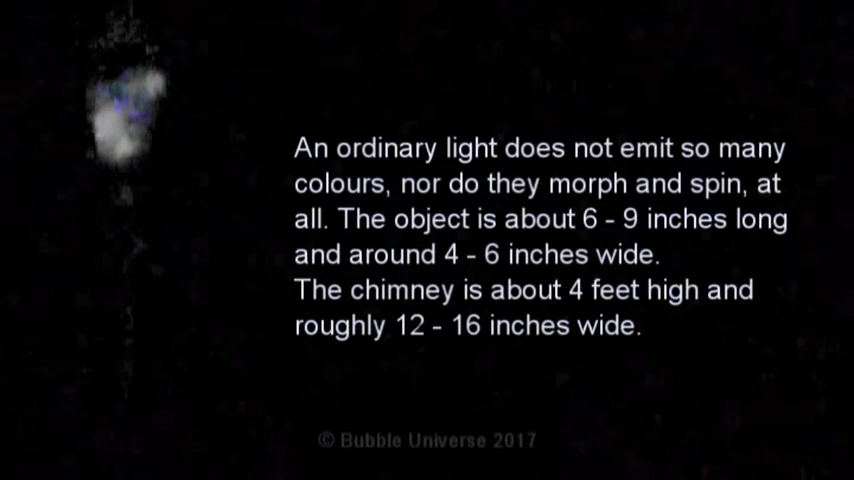 An ordinary light does not emit so many
colours, nor do they morph and spin, at
all. The object is about 6 - 9 inches long
and around 4 - 6 inches wide.
The chimney is about 4 feet high and
roughly 12 - 16 inches wide.
© Bubble Universe 2017